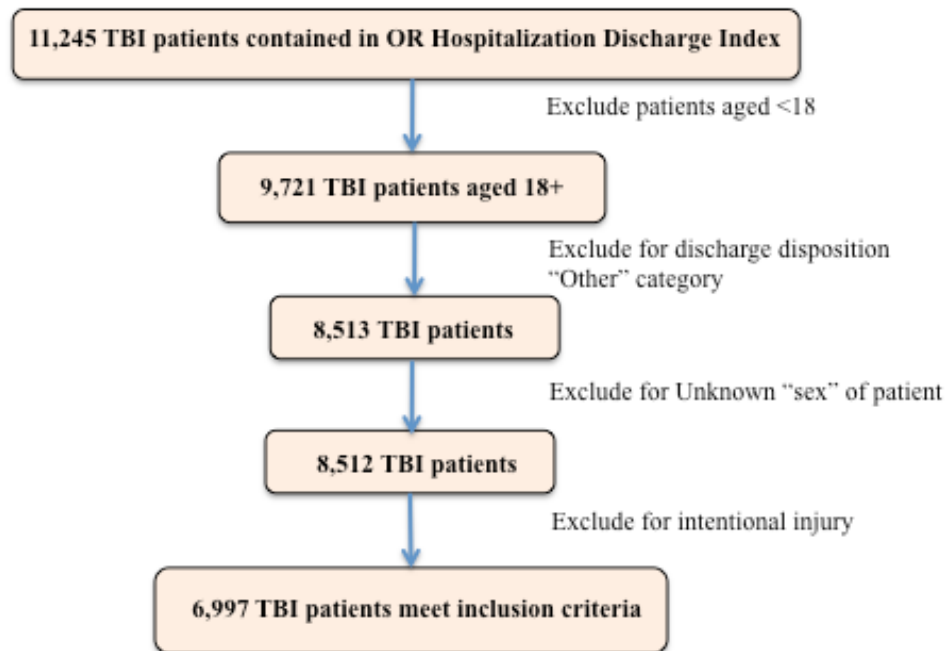 11,245 TBI patients contained in OR Hospitalization Discharge Index
Exclude patients aged <18
9,721 TBI patients aged 18+
Exclude for discharge disposition
“Other” category
8,513 TBI patients
Exclude for Unknown “sex” of patient
8,512 TBI patients
Exclude for intentional injury
6,997 TBI patients meet inclusion criteria